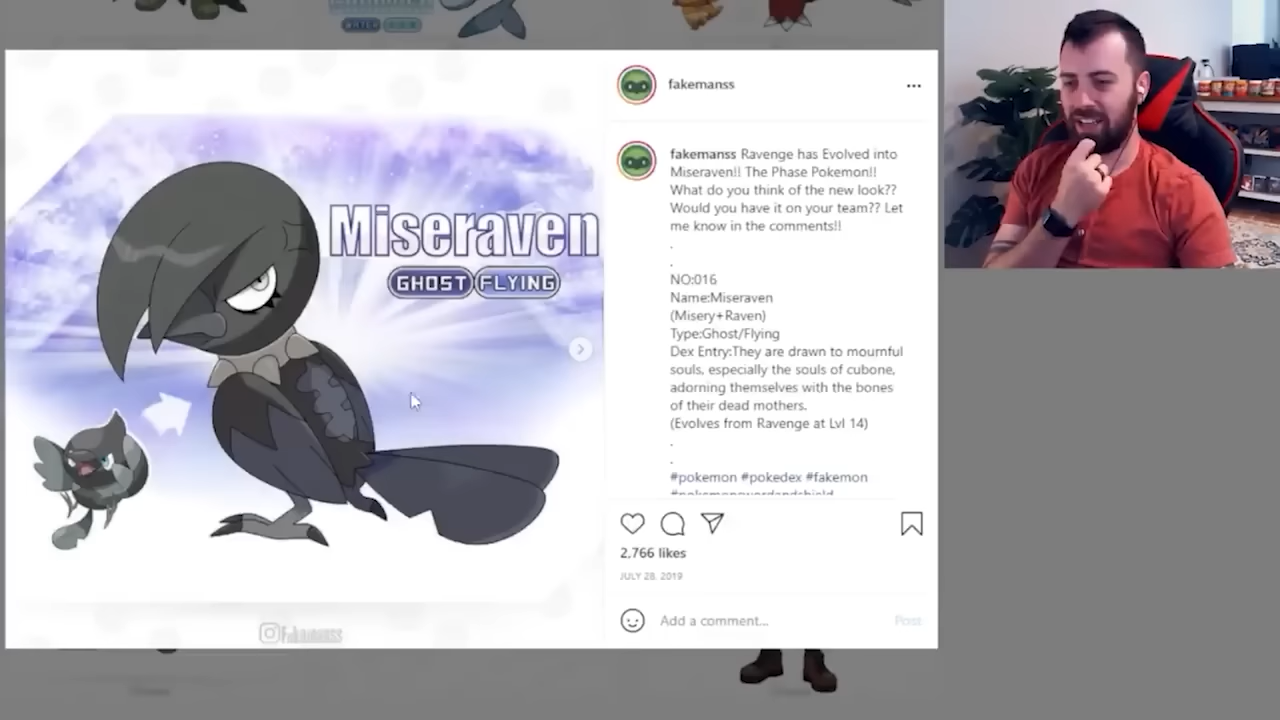 WATER
Miseraven
GHOST FLYING
Fakemanss
fakemanss
fakemanss Ravenge has Evolved into
Miseraven!! The Phase Pokemon!!
What do you think of the new look??
Would you have it on your team?? Let
me know in the comments!!
.
.
NO:016
Name:Miseraven
(Misery+Raven)
Type:Ghost/Flying
Dex Entry:They are drawn to mournful
souls, especially the souls of cubone,
adorning themselves with the bones
of their dead mothers.
(Evolves from Ravenge at Lvl 14)
.
.
#pokemon #pokedex #fakemon
#pokemonswordandshield
2,766 likes
JULY 28, 2019
Add a comment...
Post